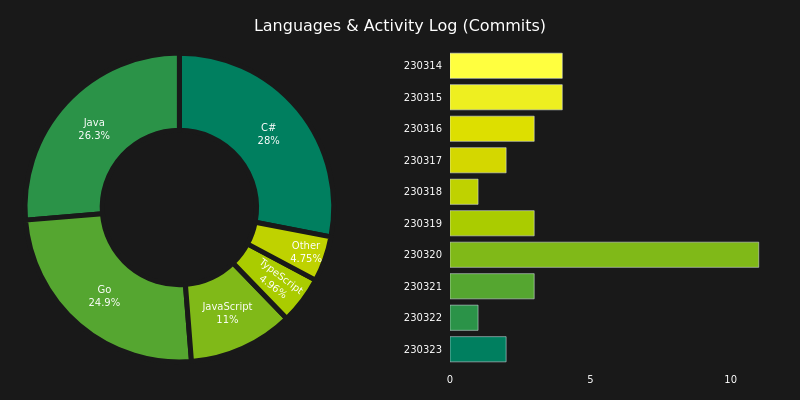 Languages & Activity Log (Commits)
Java
26.3%
C#
28%
Other
4.75%
TypeScript
4.96%
JavaScript
11%
Go
24.9%
230314
230315
230316
230317
230318
230319
230320
230321
230322
230323
0
5
10